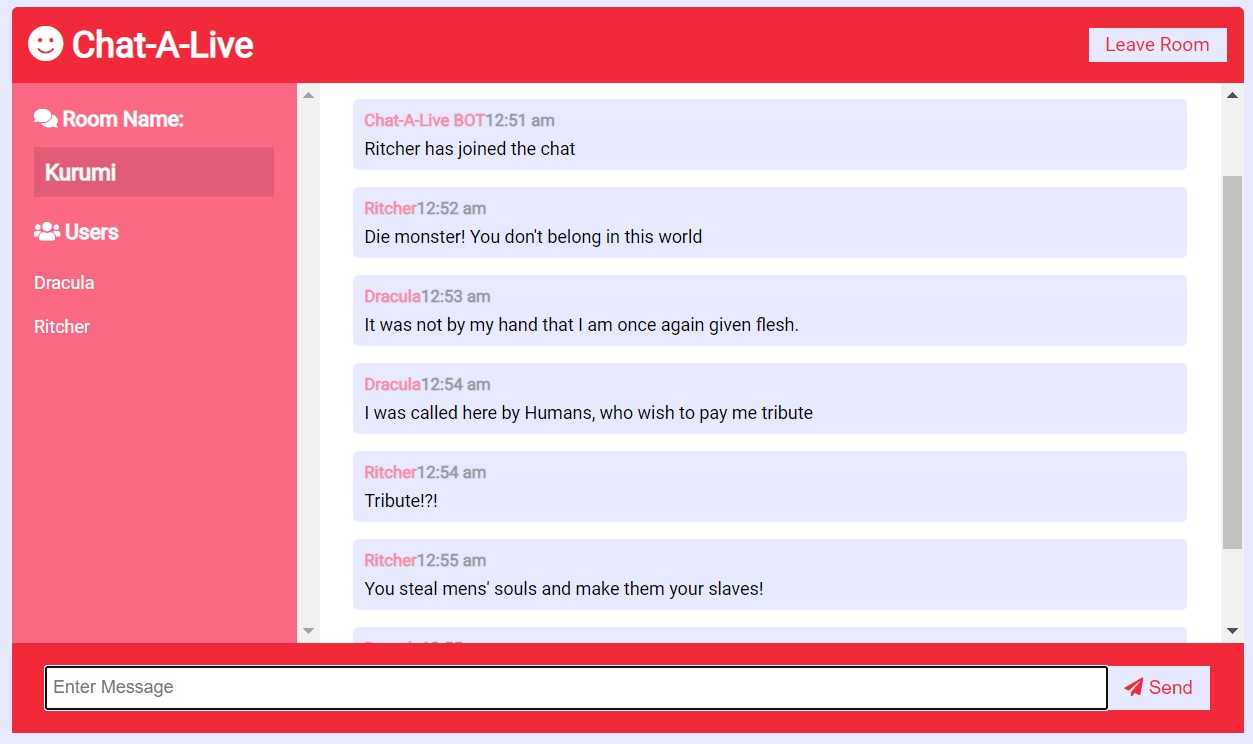 Chat-A-Live
Leave Room
Room Name:
Kurumi
Users
Dracula
Ritcher
Chat-A-Live BOT12:51 am
Ritcher has joined the chat
Ritcher12:52 am
Die monster! You don't belong in this world
Dracula12:53 am
It was not by my hand that I am once again given flesh.
Dracula12:54 am
I was called here by Humans, who wish to pay me tribute
Ritcher12:54 am
Tribute!?!
Ritcher12:55 am
You steal mens' souls and make them your slaves!
Enter Message
Send